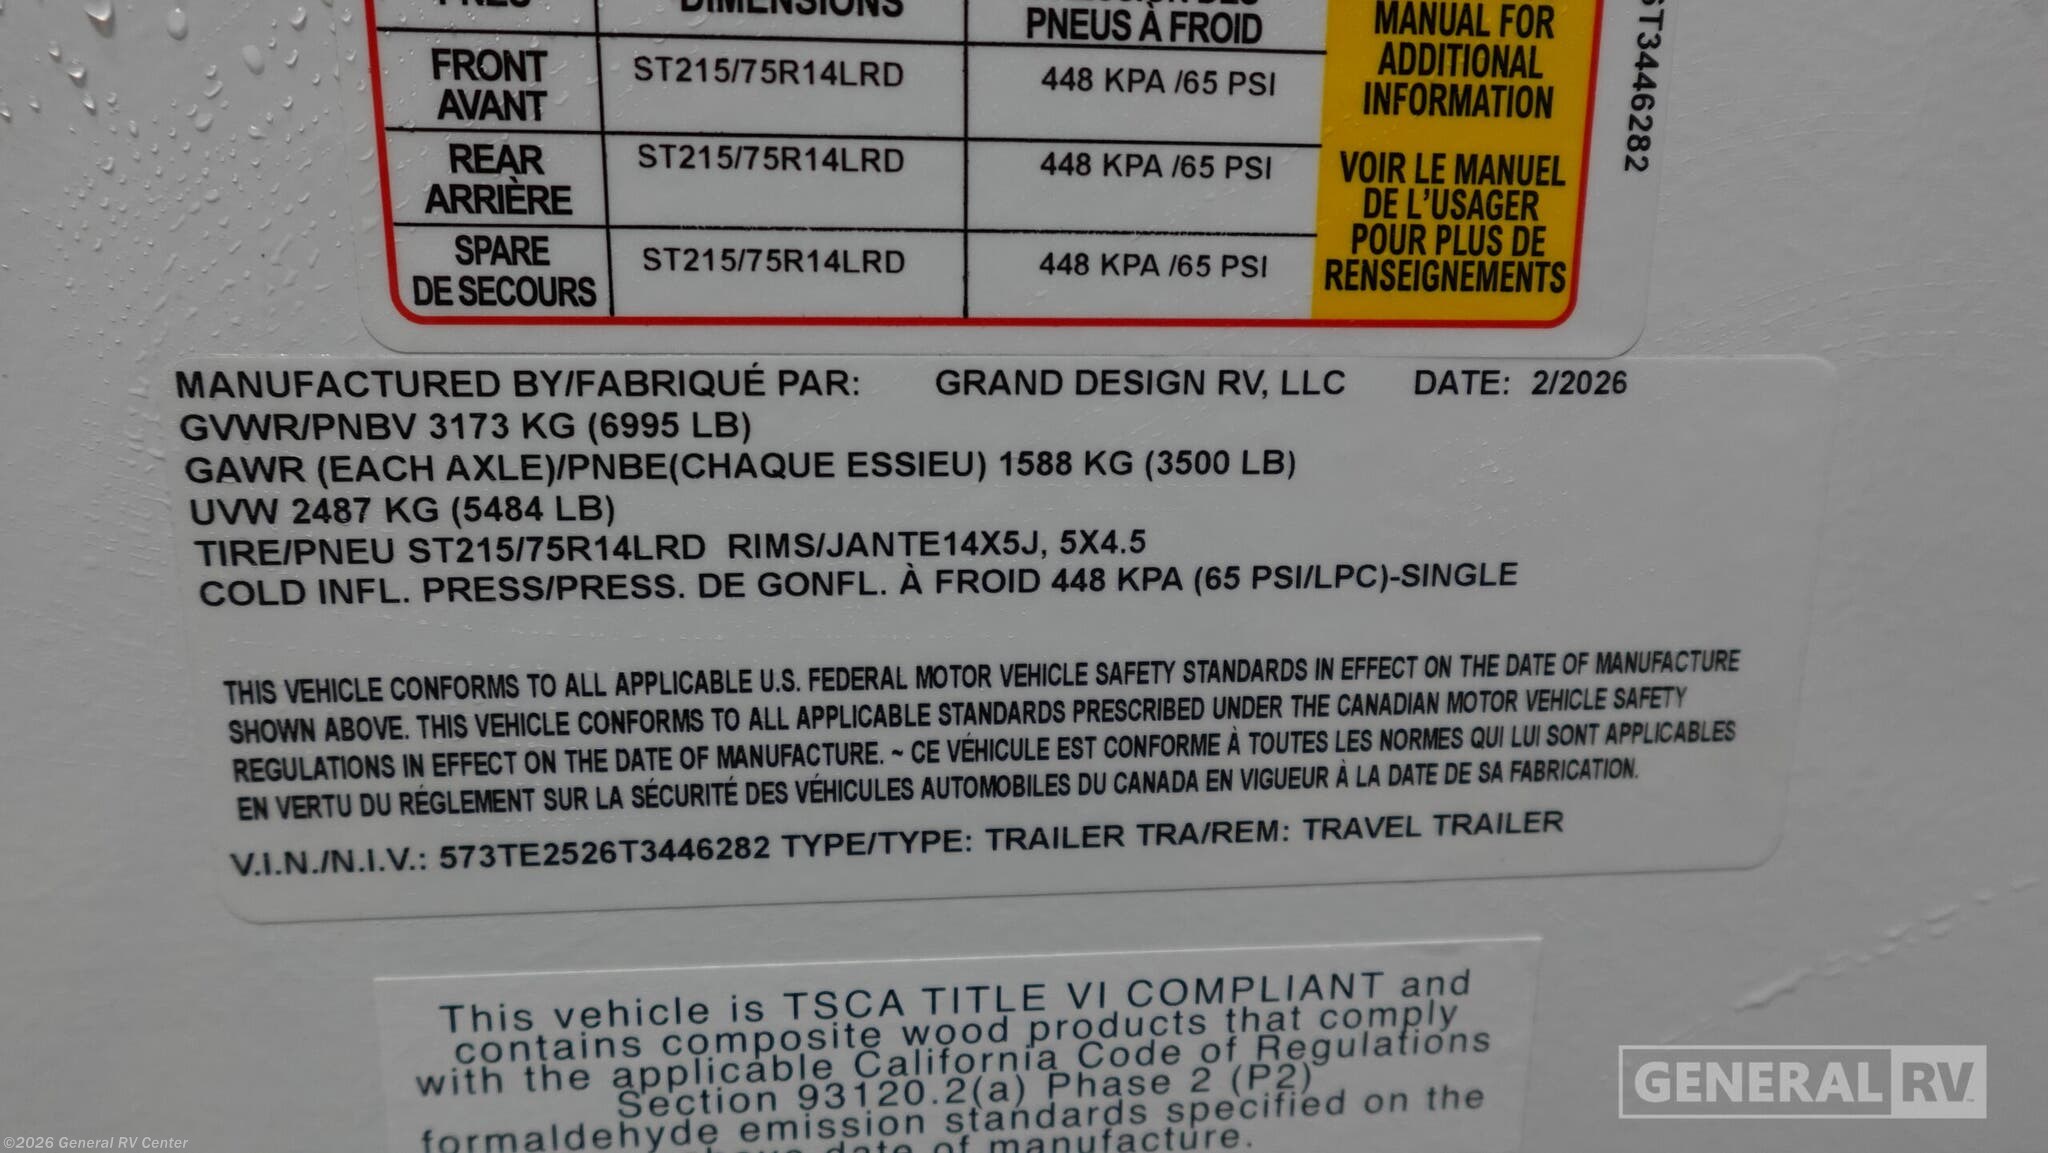 PNEUS À FROID
MANUAL FOR
ADDITIONAL
INFORMATION
FRONT
AVANT
ST215/75R14LRD
448 KPA /65 PSI
REAR
ARRIÈRE
ST215/75R14LRD
448 KPA /65 PSI
SPARE
DE SECOURS
ST215/75R14LRD
448 KPA /65 PSI
VOIR LE MANUEL
DE L'USAGER
POUR PLUS DE
RENSEIGNEMENTS
ST3446282
MANUFACTURED BY/FABRIQUÉ PAR: GRAND DESIGN RV, LLC DATE: 2/2026
GVWR/PNBV 3173 KG (6995 LB)
GAWR (EACH AXLE)/PNBE(CHAQUE ESSIEU) 1588 KG (3500 LB)
UVW 2487 KG (5484 LB)
TIRE/PNEU ST215/75R14LRD RIMS/JANTE14X5J, 5X4.5
COLD INFL. PRESS/PRESS. DE GONFL. À FROID 448 KPA (65 PSI/LPC)-SINGLE
THIS VEHICLE CONFORMS TO ALL APPLICABLE U.S. FEDERAL MOTOR VEHICLE SAFETY STANDARDS IN EFFECT ON THE DATE OF MANUFACTURE
SHOWN ABOVE. THIS VEHICLE CONFORMS TO ALL APPLICABLE STANDARDS PRESCRIBED UNDER THE CANADIAN MOTOR VEHICLE SAFETY
REGULATIONS IN EFFECT ON THE DATE OF MANUFACTURE. ~ CE VÉHICULE EST CONFORME À TOUTES LES NORMES QUI LUI SONT APPLICABLES
EN VERTU DU RÉGLEMENT SUR LA SÉCURITÉ DES VÉHICULES AUTOMOBILES DU CANADA EN VIGUEUR À LA DATE DE SA FABRICATION.
V.I.N./N.I.V.: 573TE2526T3446282 TYPE/TYPE: TRAILER TRA/REM: TRAVEL TRAILER
This vehicle is TSCA TITLE VI COMPLIANT and
contains composite wood products that comply
with the applicable California Code of Regulations
Section 93120.2(a) Phase 2 (P2)
formaldehyde emission standards specified on the
date of manufacture.
GENERAL RV
©2026 General RV Center